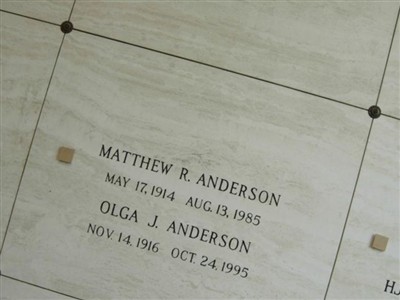 MATTHEW R. ANDERSON
MAY 17, 1914 AUG. 13, 1985
OLGA J. ANDERSON
NOV 14, 1916 OCT. 24, 1995